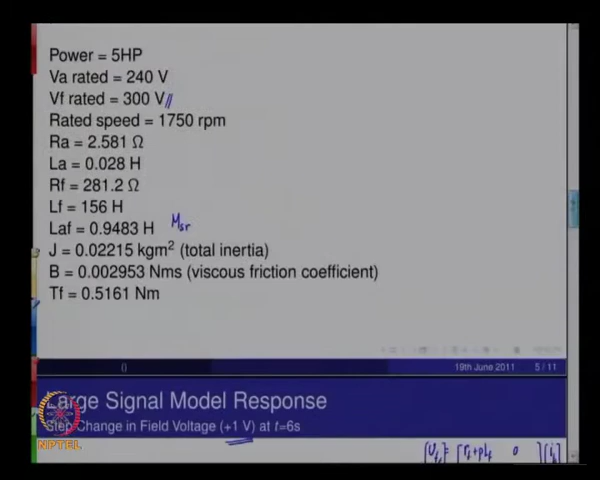 Power = 5HP
Va rated = 240 V
Vf rated = 300 V//
Rated speed = 1750 rpm
Ra = 2.581 Ω
La = 0.028 H
Rf = 281.2 Ω
Lf = 156 H
Laf = 0.9483 H Msr
J = 0.02215 kgm² (total inertia)
B = 0.002953 Nms (viscous friction coefficient)
Tf = 0.5161 Nm
() 19th June 2011 5 / 11
arge Signal Model Response
Step Change in Field Voltage (+1 V) at t=6s
NPTEL